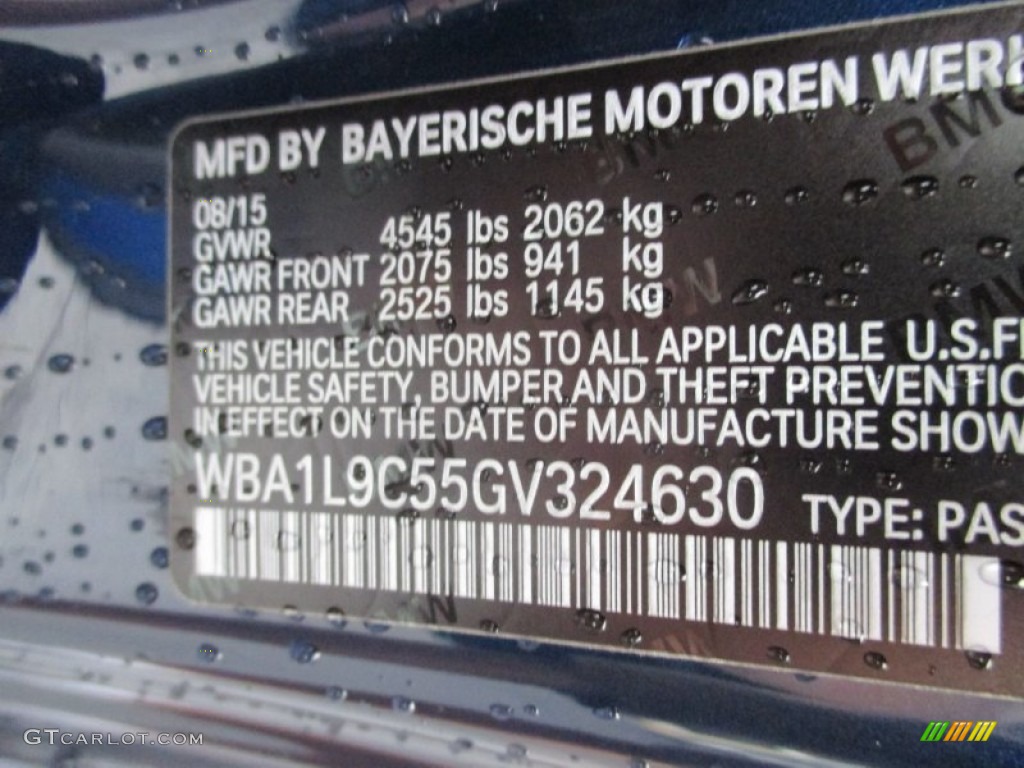 MFD BY BAYERISCHE MOTOREN WERK
08/15
GVWR 4545 lbs 2062 kg
GAWR FRONT 2075 lbs 941 kg
GAWR REAR 2525 lbs 1145 kg
THIS VEHICLE CONFORMS TO ALL APPLICABLE U.S.FE
VEHICLE SAFETY, BUMPER AND THEFT PREVENTIO
IN EFFECT ON THE DATE OF MANUFACTURE SHOW
WBA1L9C55GV324630 TYPE: PAS
GTCARLOT.COM